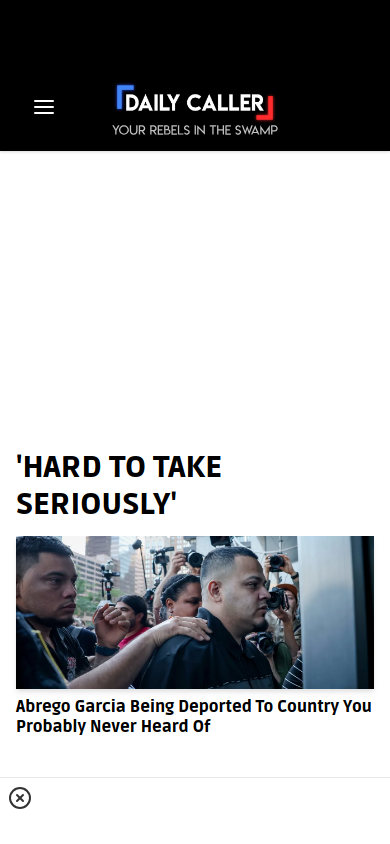 DAILY CALLER
YOUR REBELS IN THE SWAMP
'HARD TO TAKE
SERIOUSLY'
Abrego Garcia Being Deported To Country You
Probably Never Heard Of